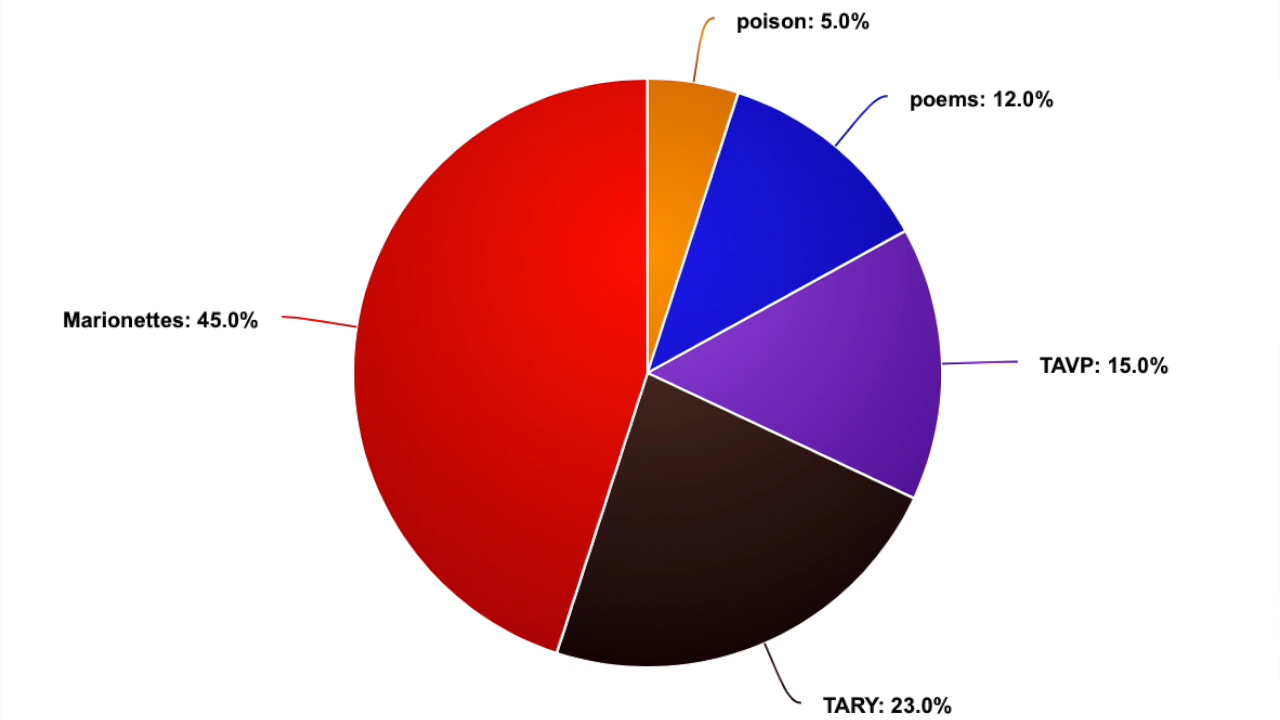 poison: 5.0%
poems: 12.0%
Marionettes: 45.0%
TAVP: 15.0%
TARY: 23.0%